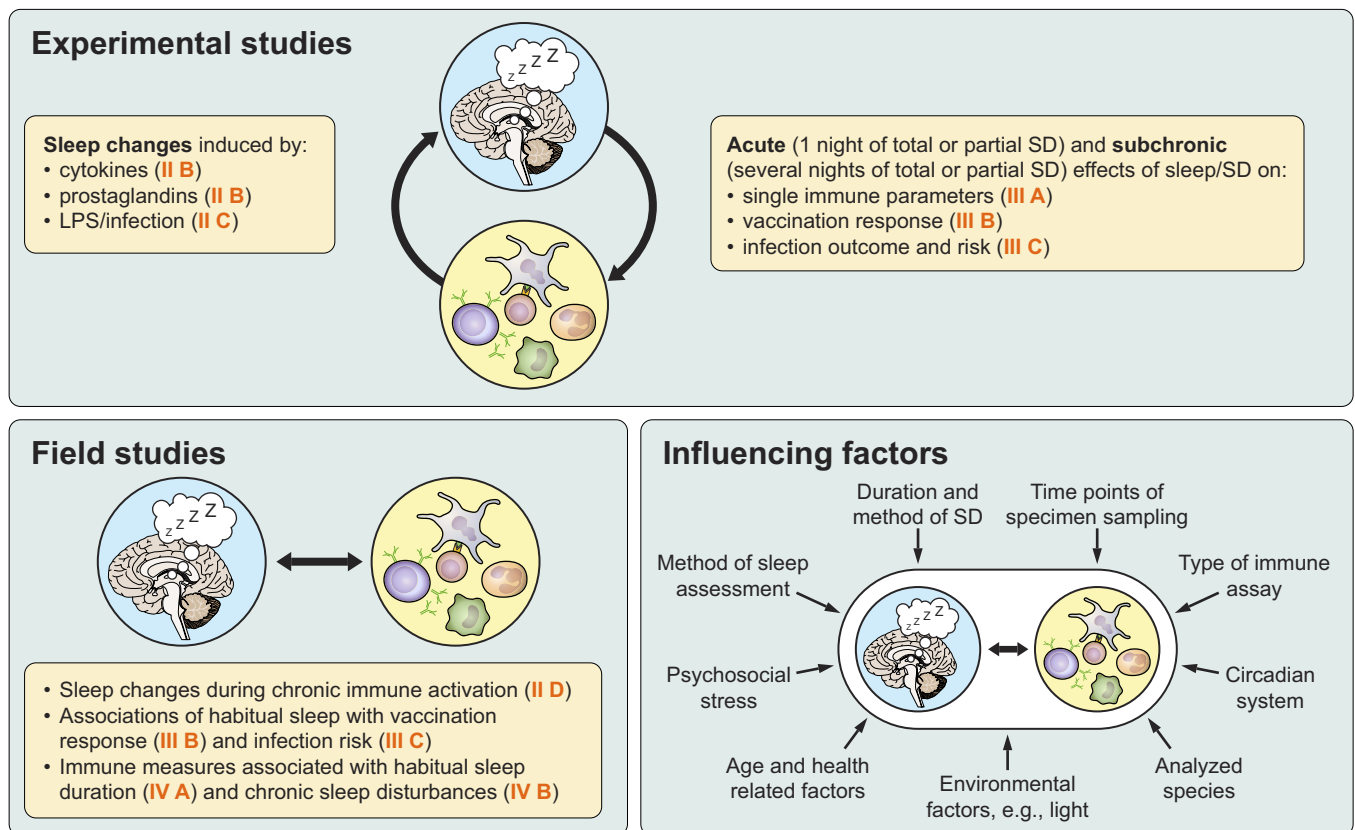 Experimental studies
z z Z Z
Sleep changes induced by:
• cytokines (II B)
• prostaglandins (II B)
• LPS/infection (II C)
Acute (1 night of total or partial SD) and subchronic
(several nights of total or partial SD) effects of sleep/SD on:
• single immune parameters (III A)
• vaccination response (III B)
• infection outcome and risk (III C)
Field studies
z z Z Z
• Sleep changes during chronic immune activation (II D)
• Associations of habitual sleep with vaccination
response (III B) and infection risk (III C)
• Immune measures associated with habitual sleep
duration (IV A) and chronic sleep disturbances (IV B)
Influencing factors
Duration and
method of SD
Time points of
specimen sampling
Method of sleep
assessment
Type of immune
assay
z z Z Z
Psychosocial
stress
Circadian
system
Age and health
related factors
Environmental
factors, e.g., light
Analyzed
species